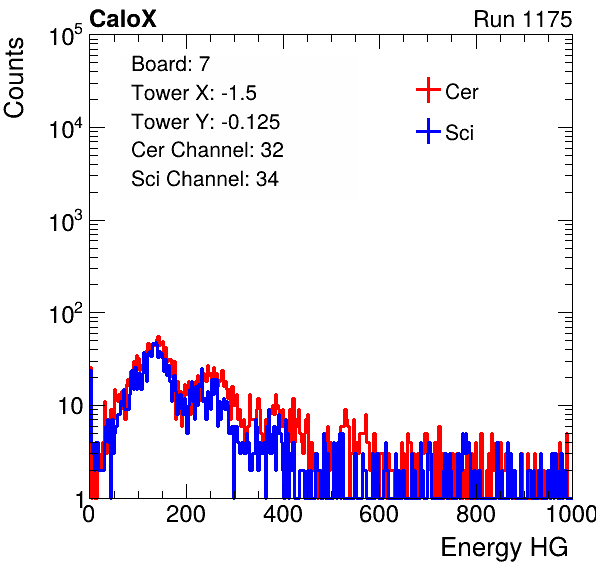 CaloX Run 1175
Counts
10^5
10^4
10^3
10^2
10
1
Board: 7
Tower X: -1.5
Tower Y: -0.125
Cer Channel: 32
Sci Channel: 34
Cer
Sci
0 200 400 600 800 1000
Energy HG